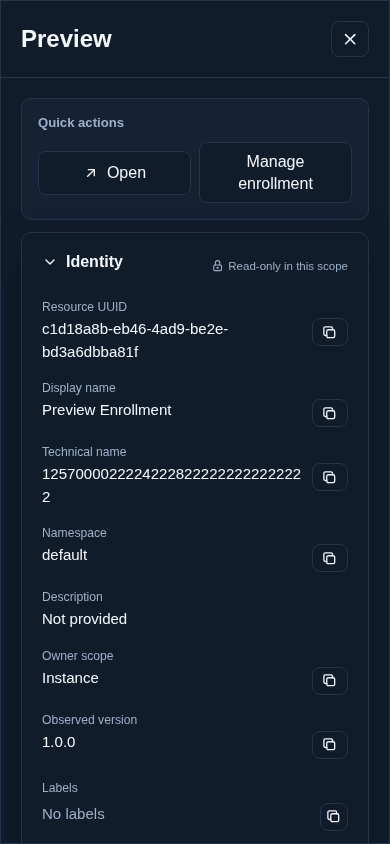 Preview
Quick actions
Open
Manage
enrollment
Identity
Read-only in this scope
Resource UUID
c1d18a8b-eb46-4ad9-be2e-
bd3a6dbba81f
Display name
Preview Enrollment
Technical name
1257000022224222822222222222222
2
Namespace
default
Description
Not provided
Owner scope
Instance
Observed version
1.0.0
Labels
No labels